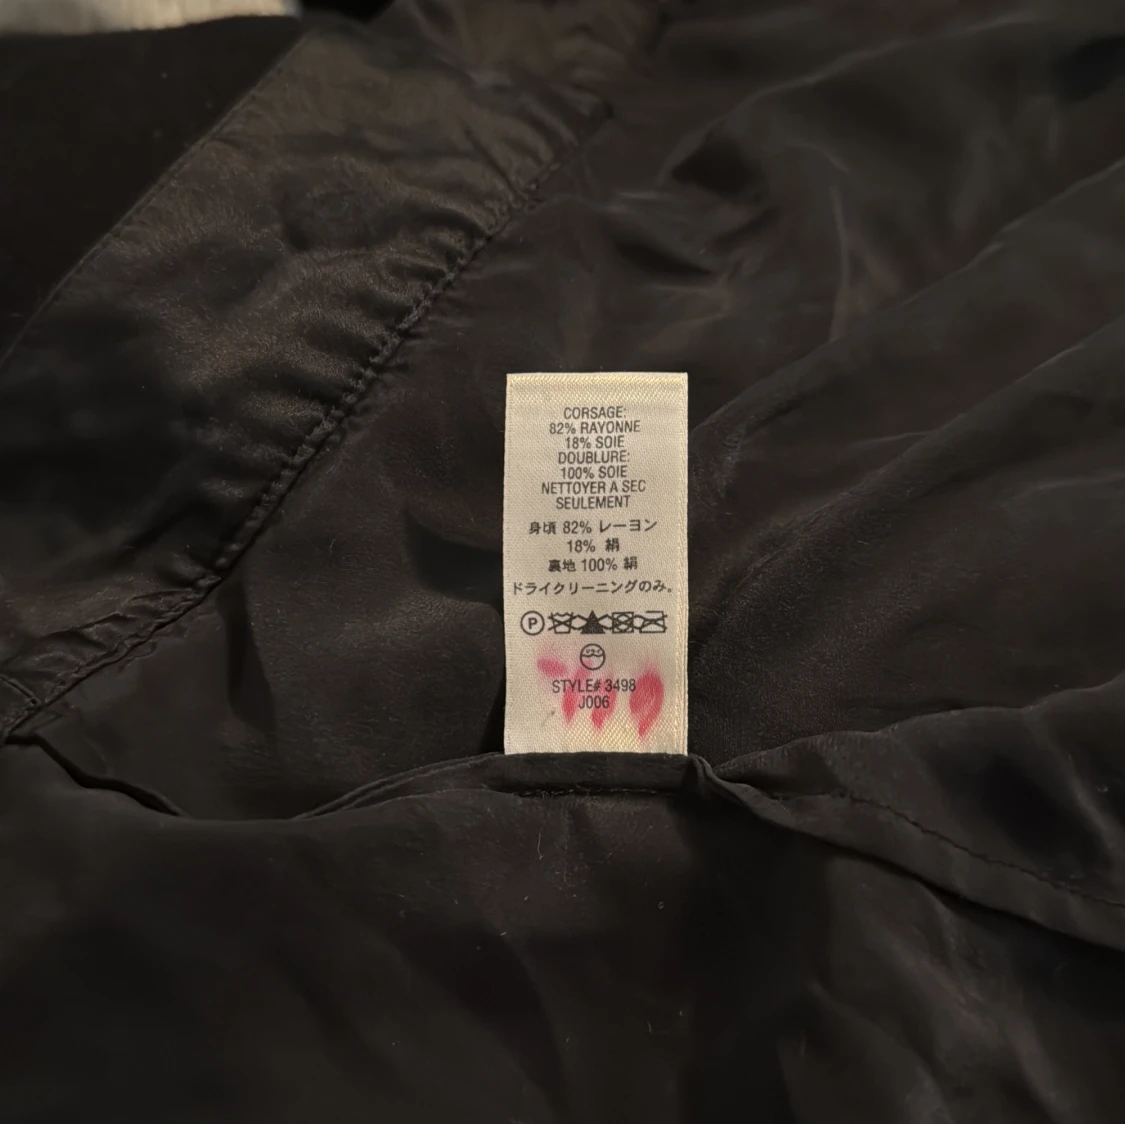 CORSAGE:
82% RAYONNE
18% SOIE
DOUBLURE:
100% SOIE
NETTOYER A SEC
SEULEMENT
身頃 82% レーヨン
18% 絹
裏地 100% 絹
ドライクリーニングのみ。
P
STYLE# 3498
J006